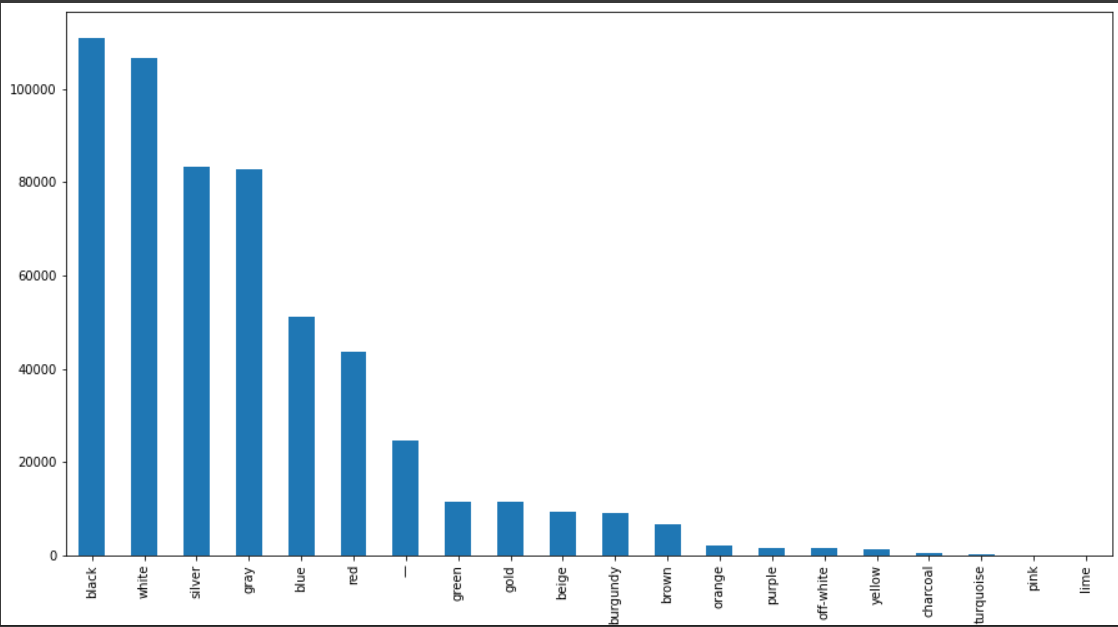 100000
80000
60000
40000
20000
0
black
white
silver
gray
blue
red
—
green
gold
beige
burgundy
brown
orange
purple
off-white
yellow
charcoal
turquoise
pink
lime